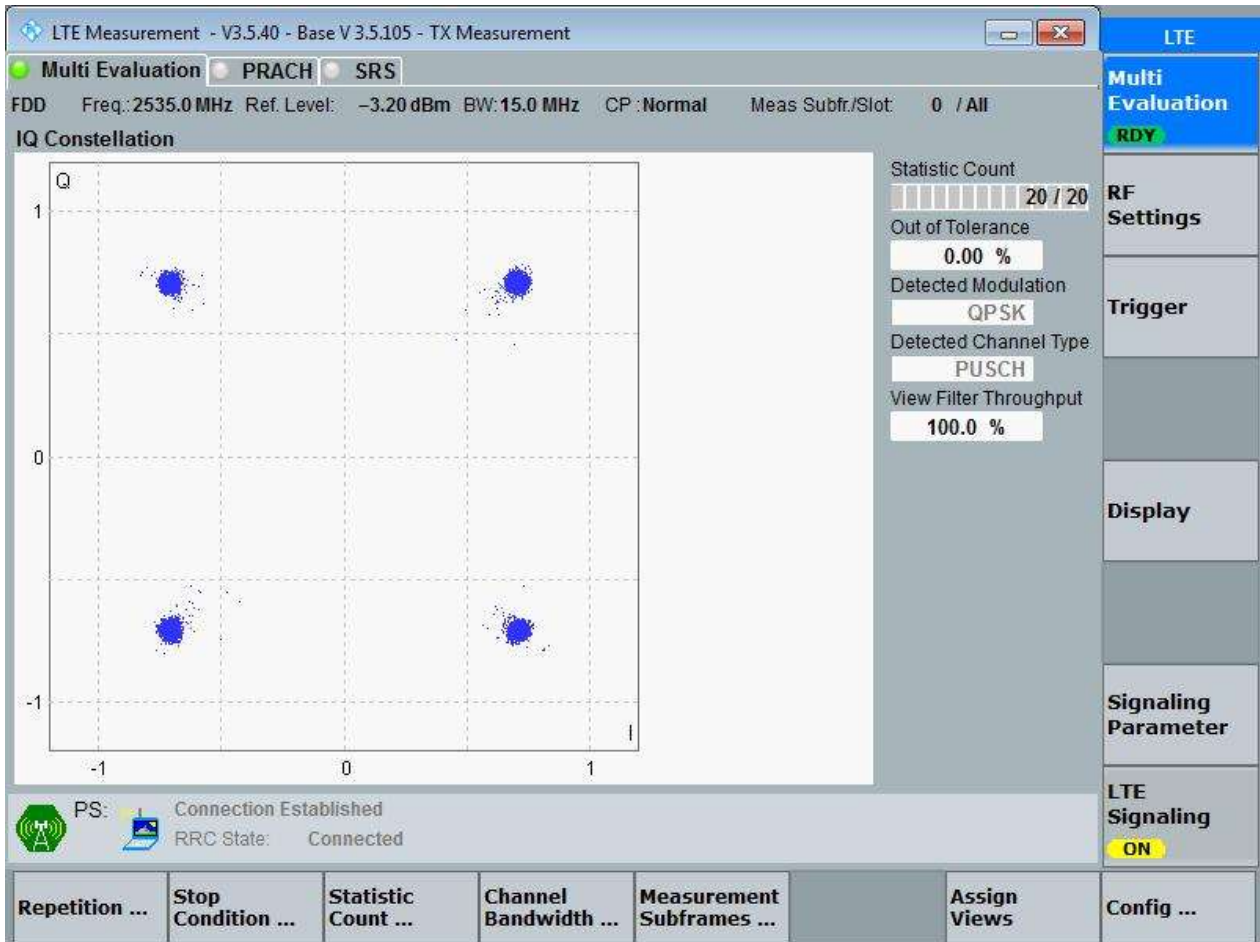 LTE Measurement - V3.5.40 - Base V 3.5.105 - TX Measurement
LTE
Multi Evaluation PRACH SRS
Multi
Evaluation
RDY
FDD Freq.: 2535.0 MHz Ref. Level: −3.20 dBm BW: 15.0 MHz CP : Normal Meas Subfr./Slot: 0 / All
IQ Constellation
Q
1
0
-1
I
-1 0 1
Statistic Count
20 / 20
Out of Tolerance
0.00 %
Detected Modulation
QPSK
Detected Channel Type
PUSCH
View Filter Throughput
100.0 %
RF
Settings
Trigger
Display
Signaling
Parameter
LTE
Signaling
ON
PS: Connection Established
RRC State: Connected
Repetition ...
Stop
Condition ...
Statistic
Count ...
Channel
Bandwidth ...
Measurement
Subframes ...
Assign
Views
Config ...